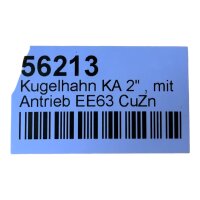 56213
Kugelhahn KA 2" , mit
Antrieb EE63 CuZn